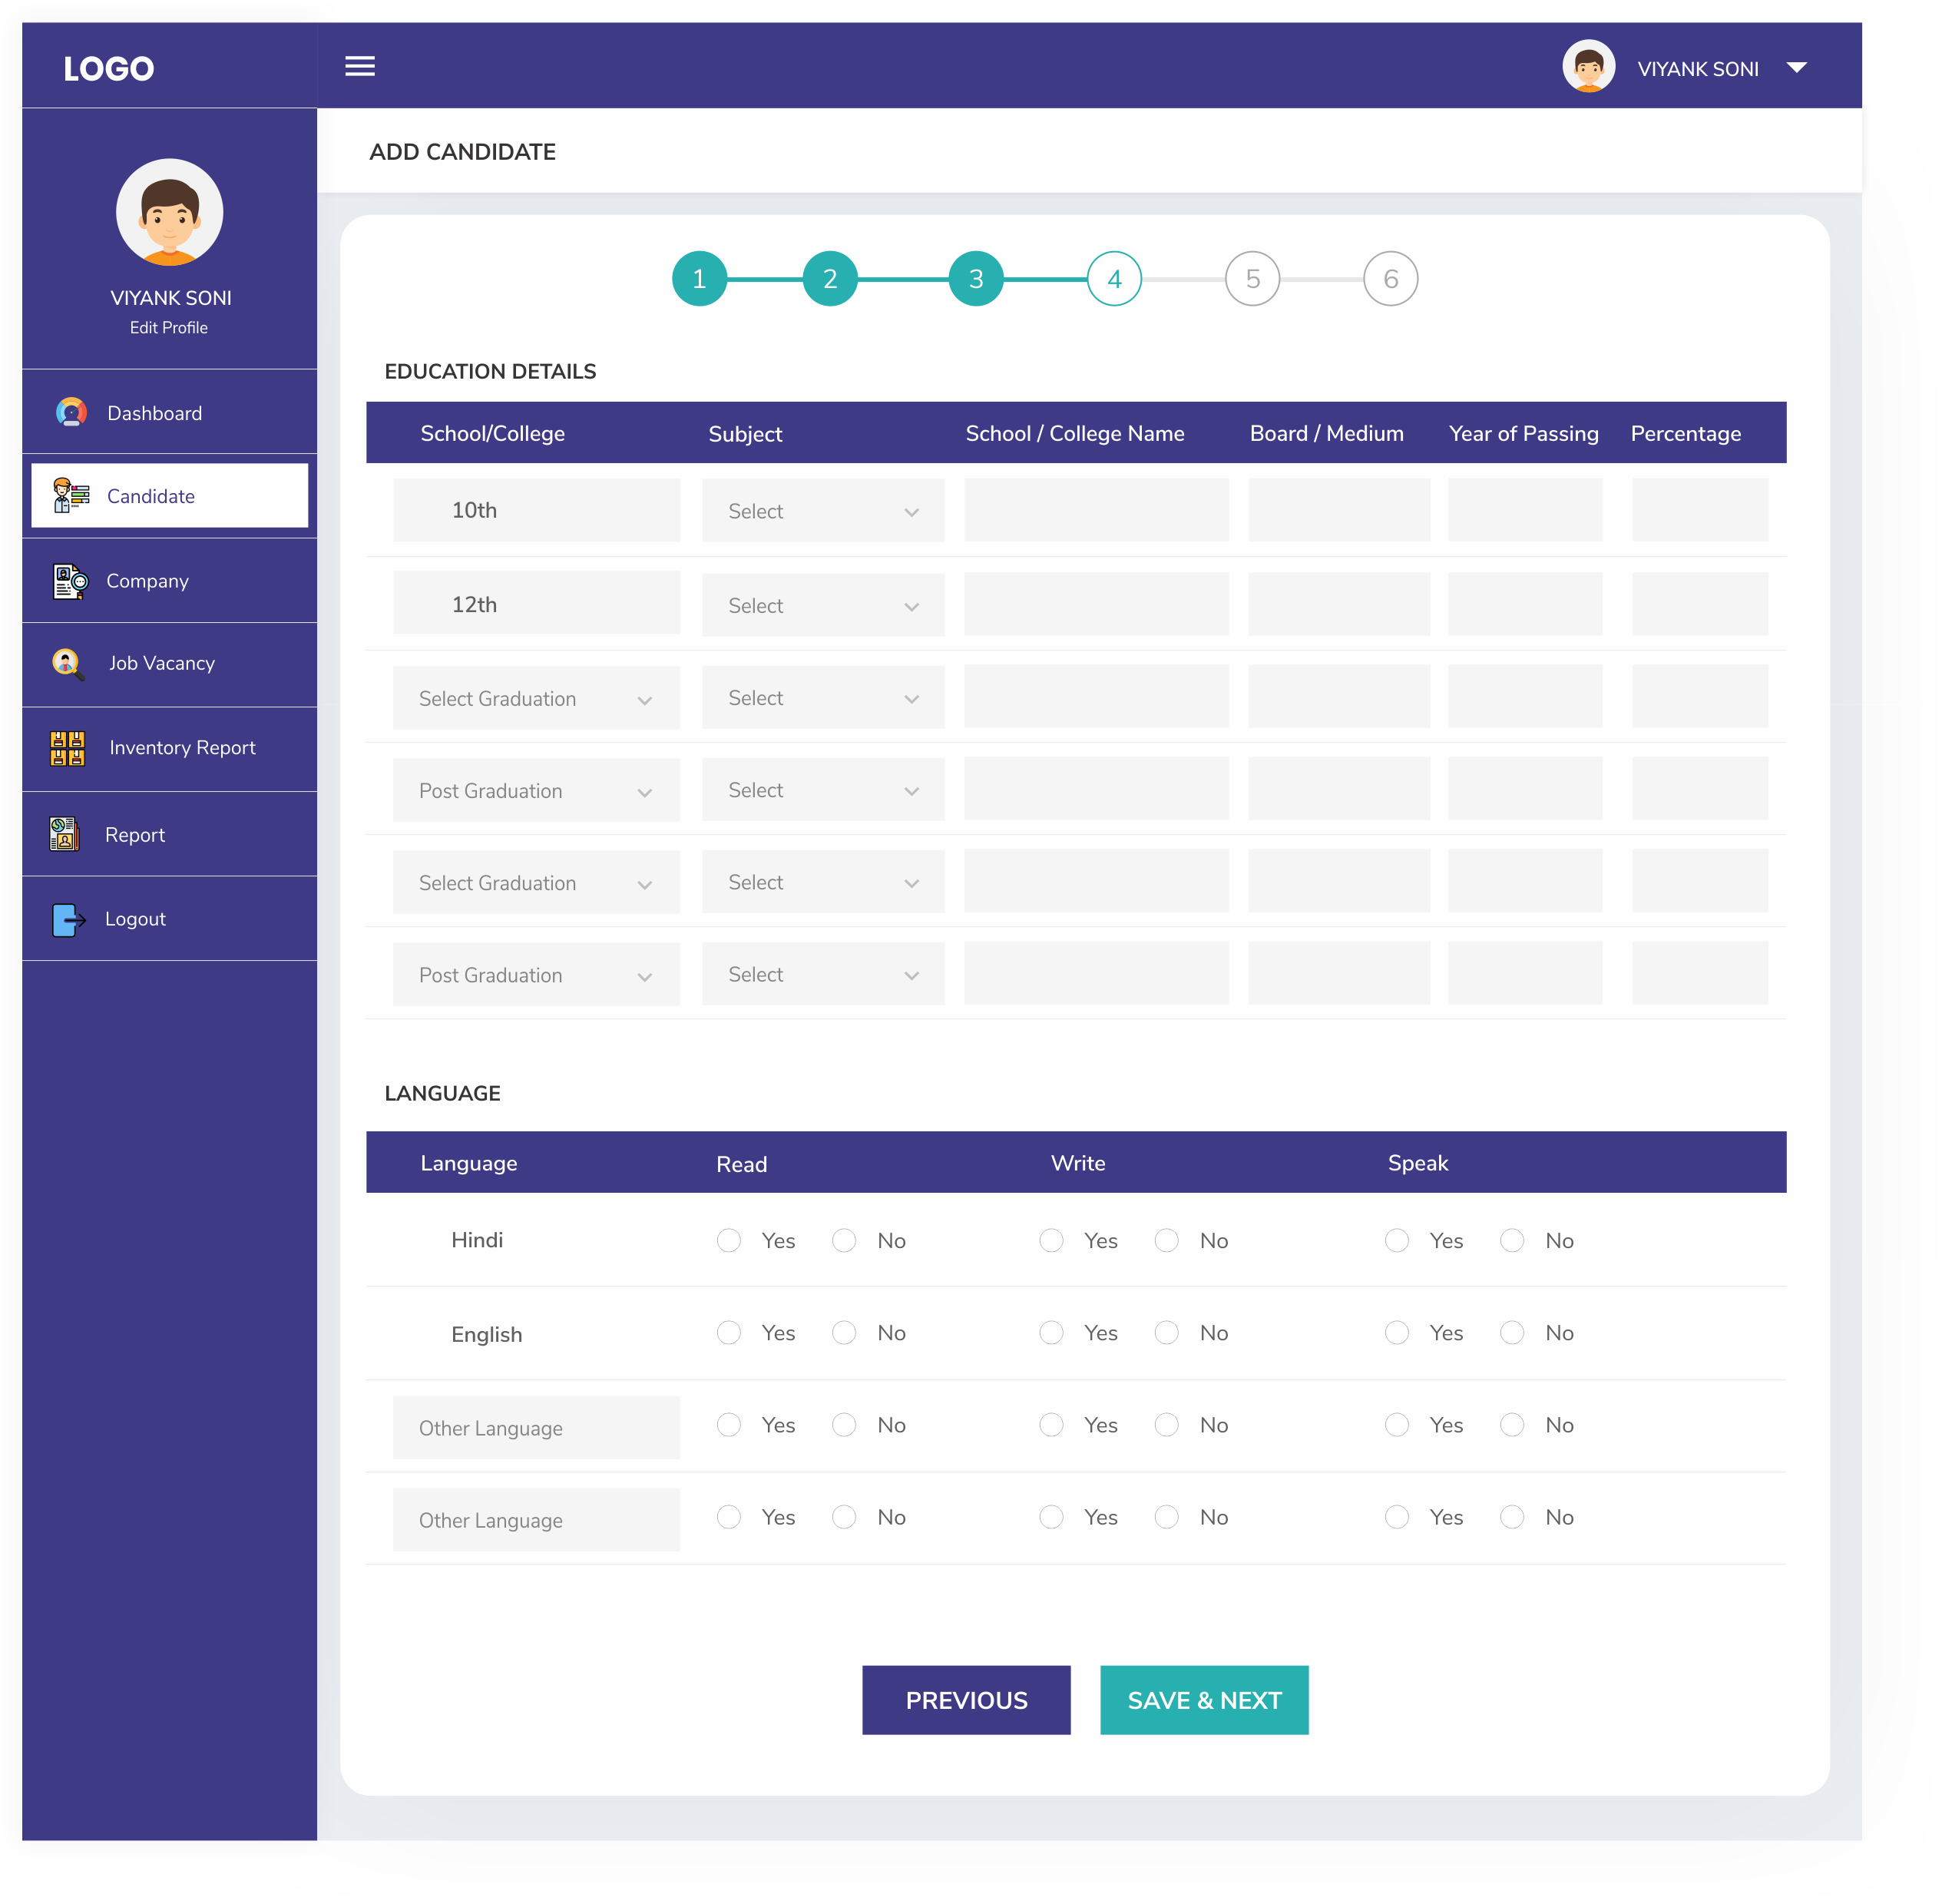 LOGO
VIYANK SONI
ADD CANDIDATE
VIYANK SONI
Edit Profile
Dashboard
Candidate
Company
Job Vacancy
Inventory Report
Report
Logout
1 2 3 4 5 6
EDUCATION DETAILS
School/College Subject School / College Name Board / Medium Year of Passing Percentage
10th Select
12th Select
Select Graduation Select
Post Graduation Select
Select Graduation Select
Post Graduation Select
LANGUAGE
Language Read Write Speak
Hindi Yes No Yes No Yes No
English Yes No Yes No Yes No
Other Language Yes No Yes No Yes No
Other Language Yes No Yes No Yes No
PREVIOUS SAVE & NEXT